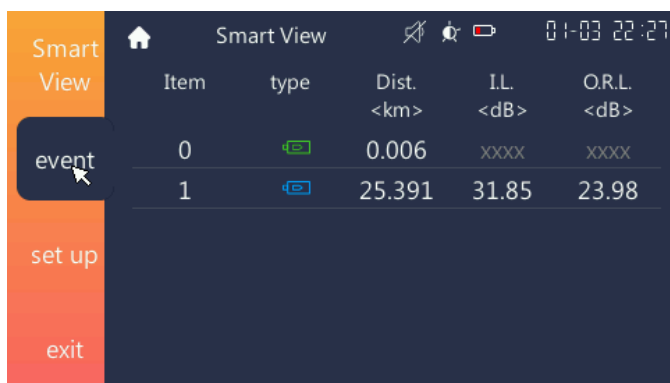 Smart View
Smart View 01-03 22:27
Item type Dist. <km> I.L. <dB> O.R.L. <dB>
0 0.006 xxxx xxxx
1 25.391 31.85 23.98
event
set up
exit